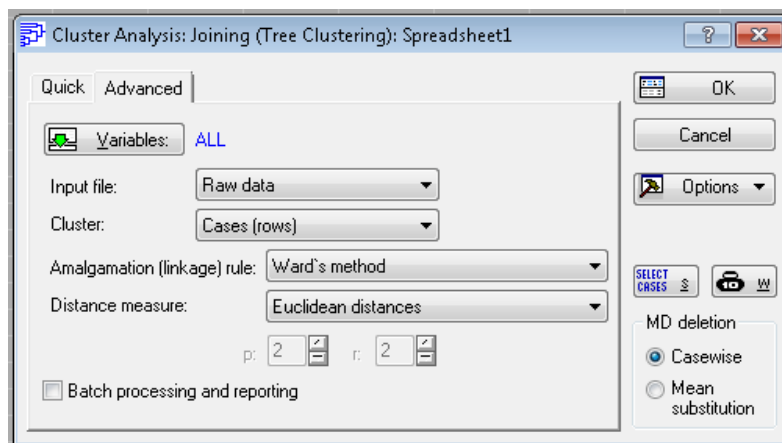 Cluster Analysis: Joining (Tree Clustering): Spreadsheet1
?
Quick Advanced
Variables: ALL
Input file: Raw data
Cluster: Cases (rows)
Amalgamation (linkage) rule: Ward`s method
Distance measure: Euclidean distances
p: 2 r: 2
Batch processing and reporting
OK
Cancel
Options
SELECT
CASES S W
MD deletion
Casewise
Mean
substitution